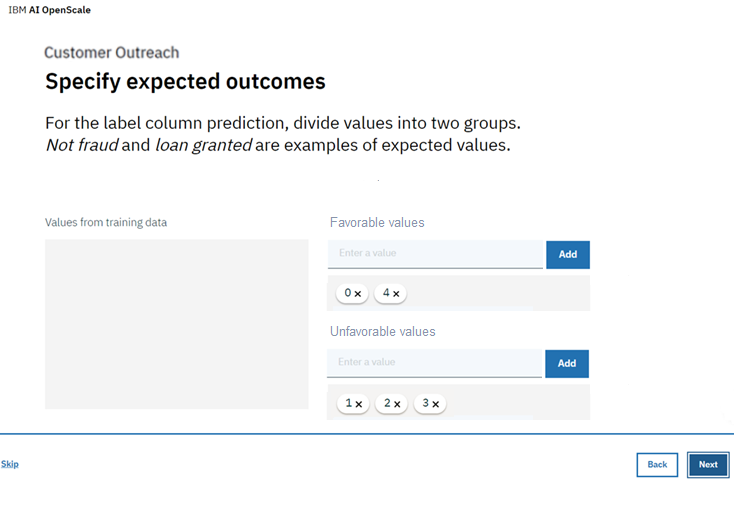 IBM AI OpenScale
Customer Outreach
Specify expected outcomes
For the label column prediction, divide values into two groups.
Not fraud and loan granted are examples of expected values.
Values from training data
Favorable values
Enter a value
Add
0 ×
4 ×
Unfavorable values
Enter a value
Add
1 ×
2 ×
3 ×
Skip
Back
Next